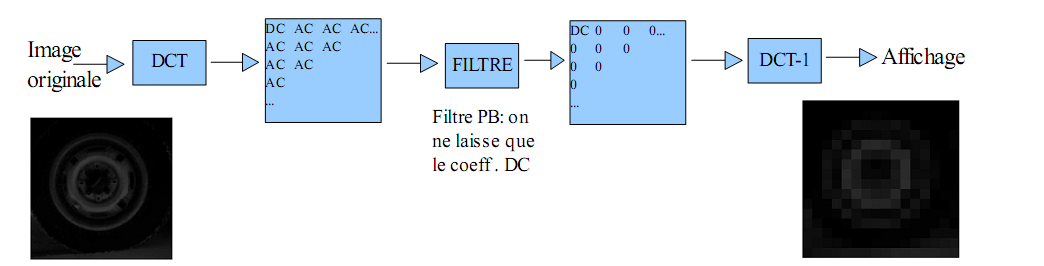 Image
originale
DCT
DC AC AC AC...
AC AC AC
AC AC
AC
...
FILTRE
Filtre PB: on
ne laisse que
le coeff. DC
DC 0 0 0...
0 0 0
0 0
0
...
DCT-1
Affichage